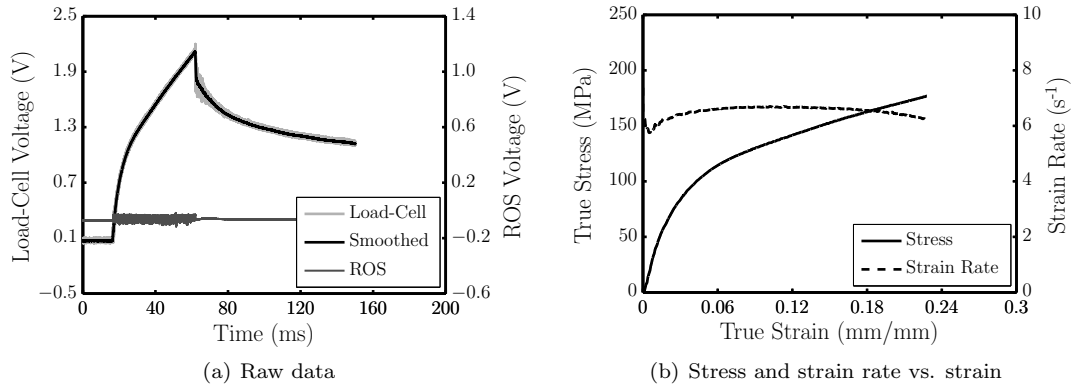 2.5
1.9
1.3
0.7
0.1
−0.5
Load-Cell Voltage (V)
1.4
1.0
0.6
0.2
−0.2
−0.6
ROS Voltage (V)
Load-Cell
Smoothed
ROS
0 40 80 120 160 200
Time (ms)
(a) Raw data
250
200
150
100
50
0
True Stress (MPa)
10
8
6
4
2
0
Strain Rate (s⁻¹)
Stress
Strain Rate
0 0.06 0.12 0.18 0.24 0.3
True Strain (mm/mm)
(b) Stress and strain rate vs. strain